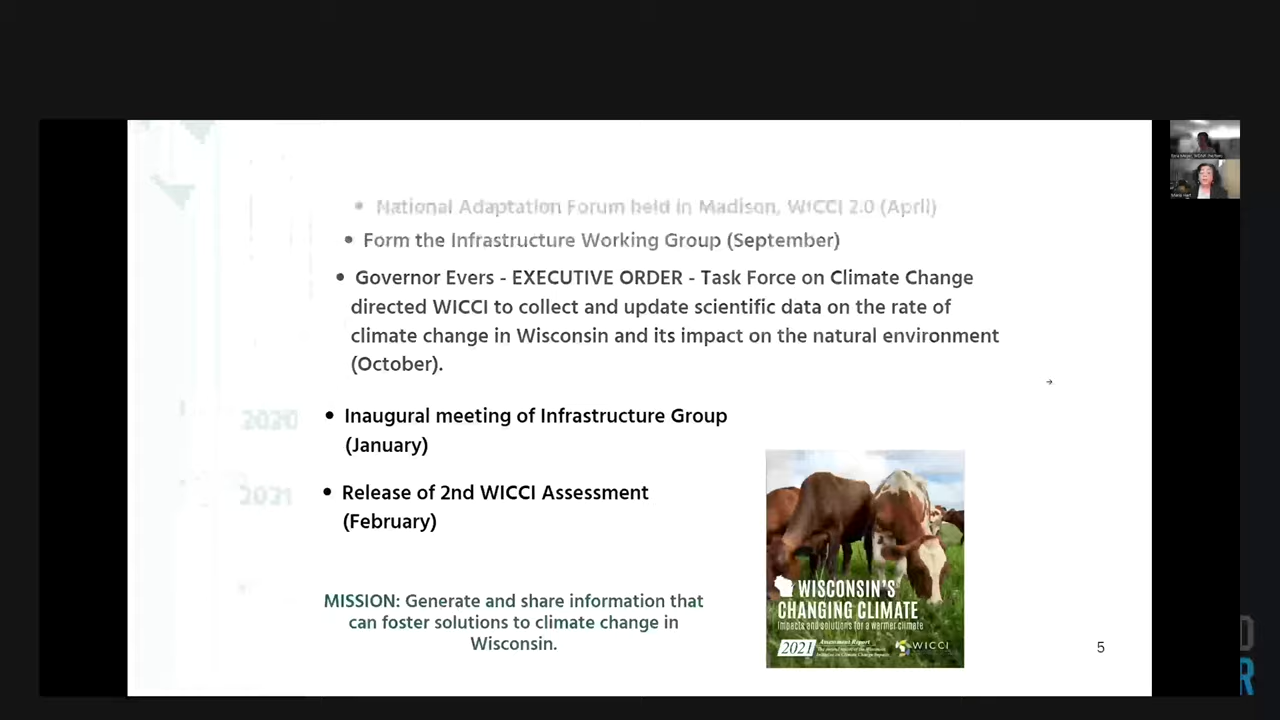 • National Adaptation Forum held in Madison, WICCI 2.0 (April)
• Form the Infrastructure Working Group (September)
• Governor Evers - EXECUTIVE ORDER - Task Force on Climate Change
directed WICCI to collect and update scientific data on the rate of
climate change in Wisconsin and its impact on the natural environment
(October).
2020
• Inaugural meeting of Infrastructure Group
(January)
2021
• Release of 2nd WICCI Assessment
(February)
MISSION: Generate and share information that
can foster solutions to climate change in
Wisconsin.
WISCONSIN'S
CHANGING CLIMATE
Impacts and solutions for a warmer climate
2021 Assessment Report
WICCI
5